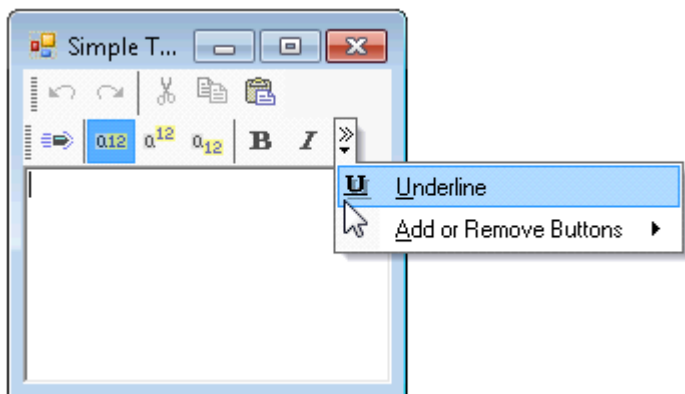 Simple T...
0.12 0.12 0.12 B I
U Underline
Add or Remove Buttons